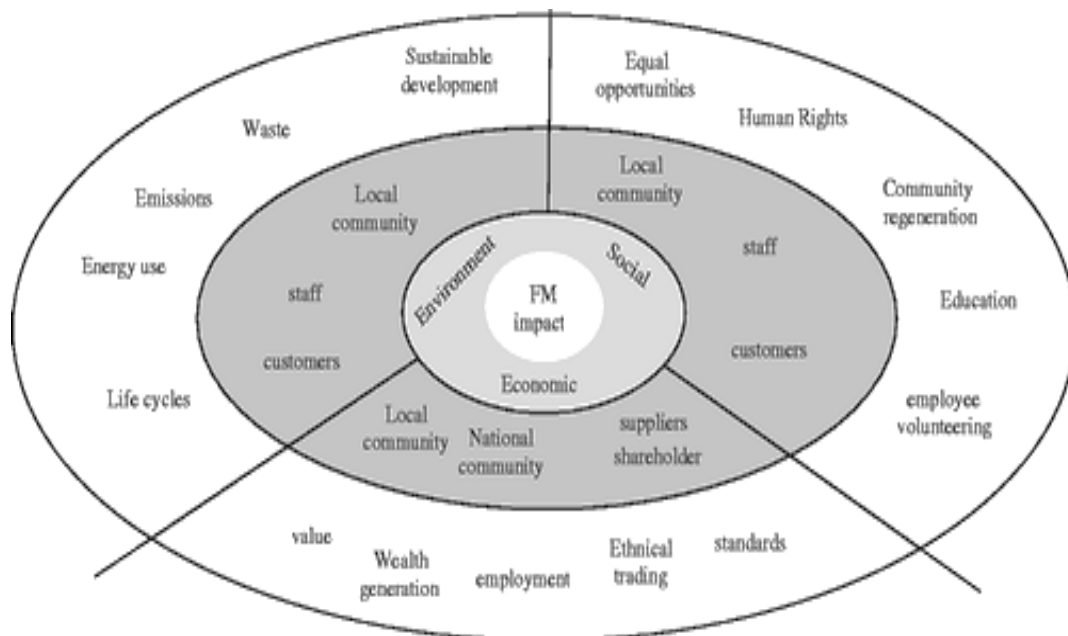 Sustainable
development
Equal
opportunities
Waste
Human Rights
Emissions
Local
community
Local
community
Community
regeneration
Energy use
Environment
Social
staff
staff
FM
impact
Education
customers
customers
Economic
Life cycles
Local
community
National
community
suppliers
shareholder
employee
volunteering
value
Wealth
generation
employment
Ethnical
trading
standards